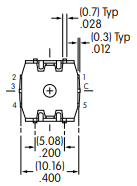 (0.7) Typ
.028
(0.3) Typ
.012
2 1
3 C
4 5
(5.08)
.200
(10.16)
.400